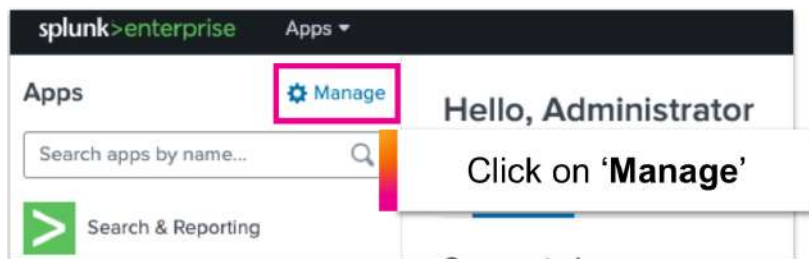 splunk>enterprise Apps
Apps
Manage
Hello, Administrator
Search apps by name...
Click on ‘Manage’
Search & Reporting